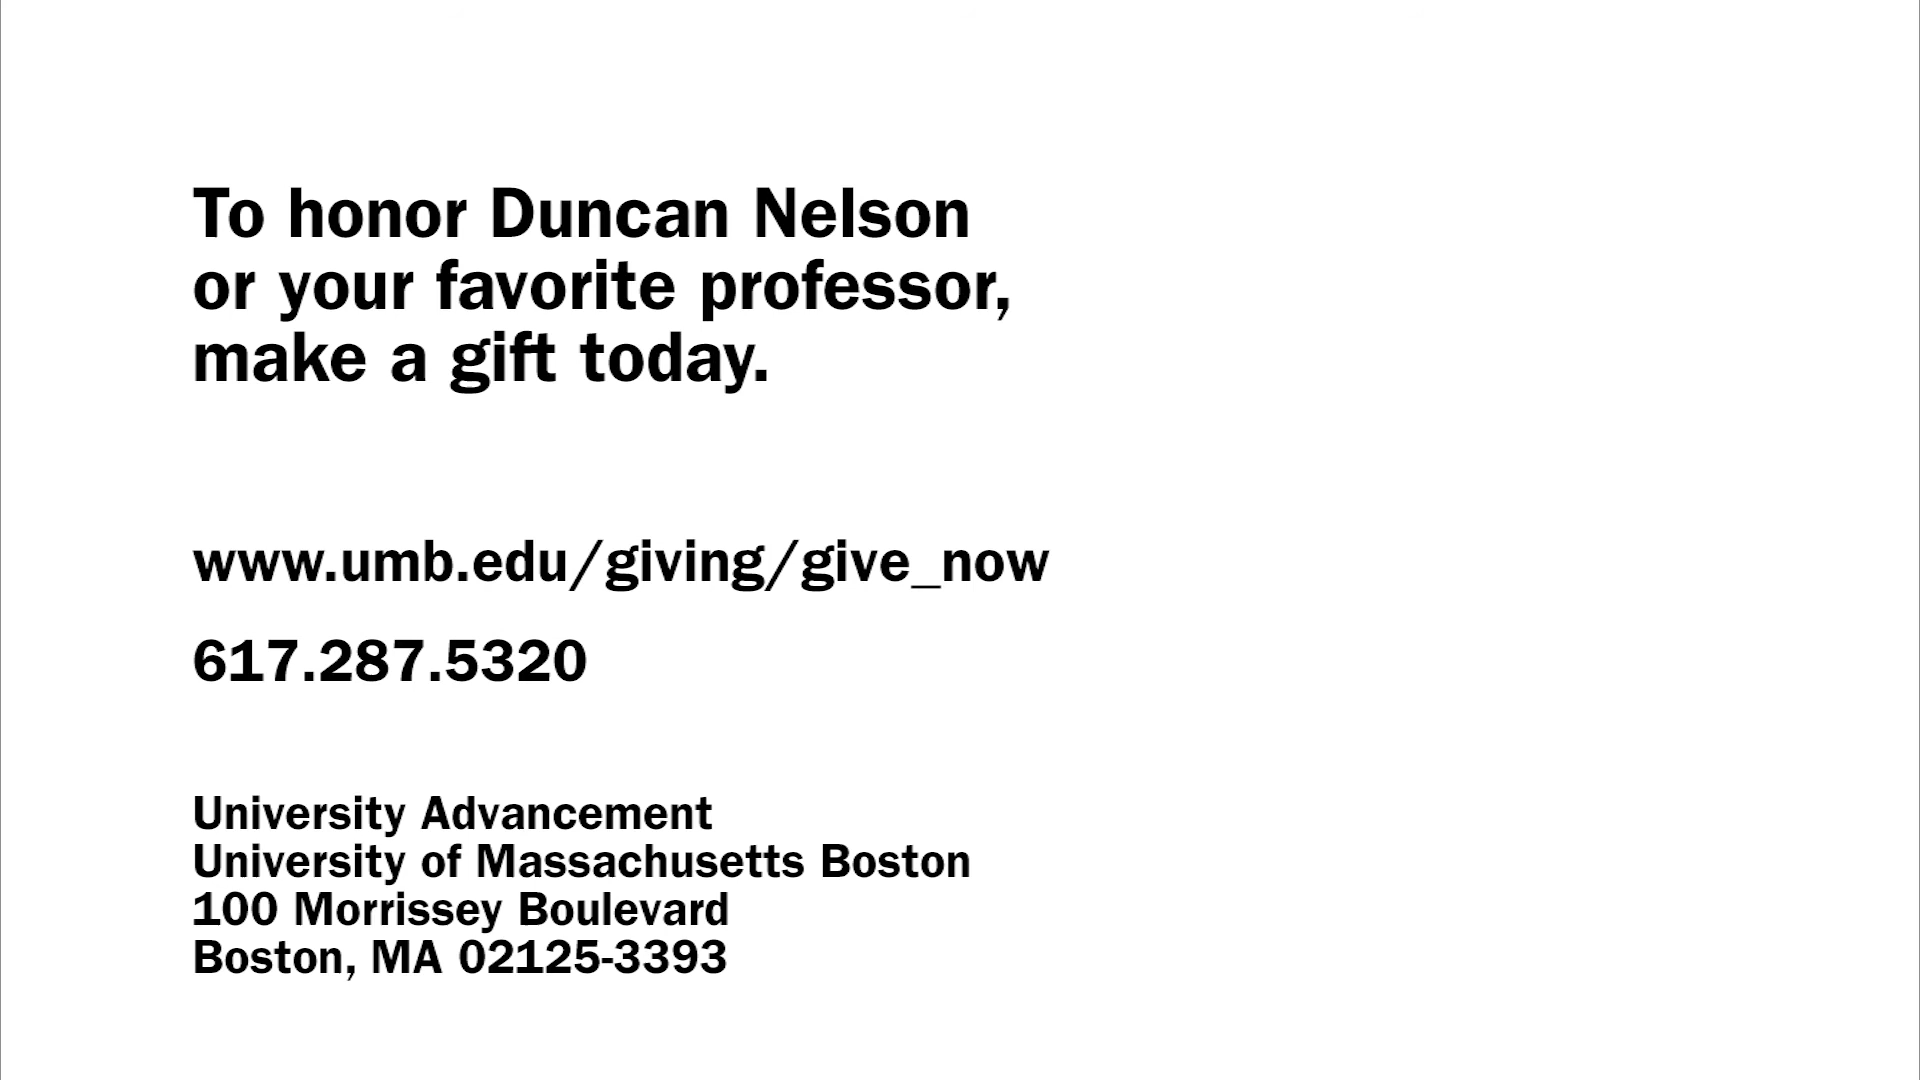 To honor Duncan Nelson
or your favorite professor,
make a gift today.
www.umb.edu/giving/give_now
617.287.5320
University Advancement
University of Massachusetts Boston
100 Morrissey Boulevard
Boston, MA 02125-3393